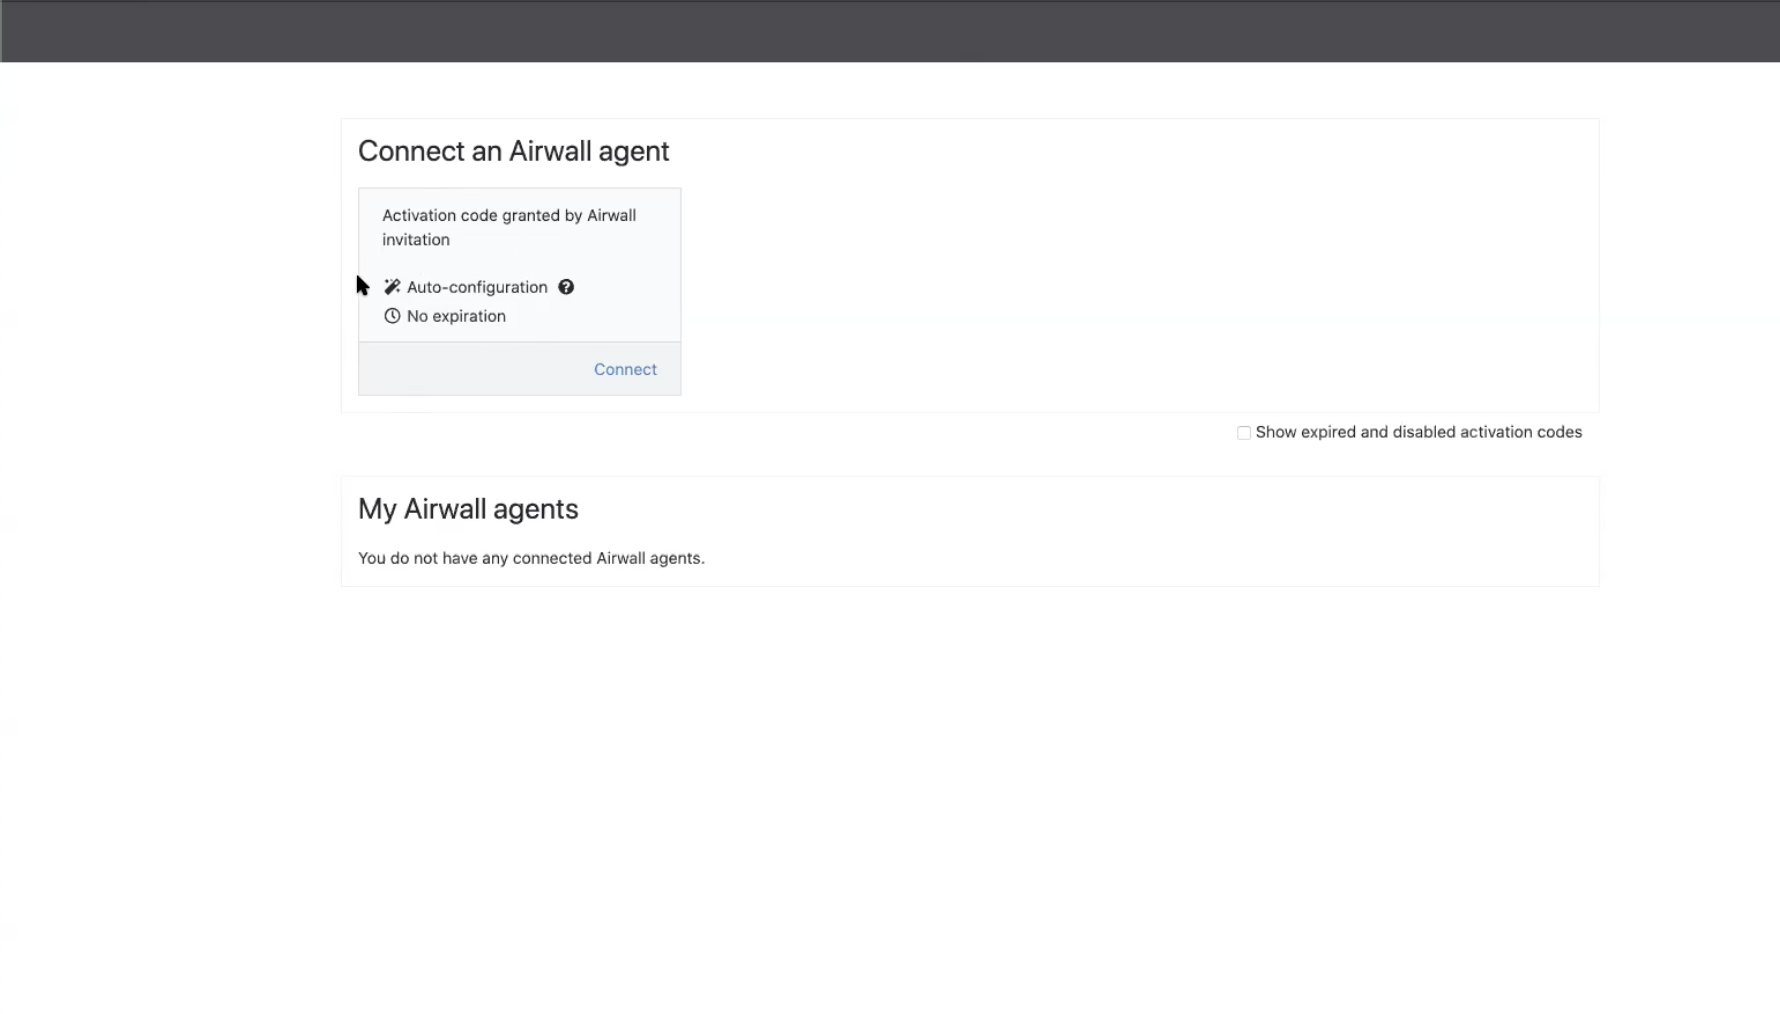 Connect an Airwall agent
Activation code granted by Airwall
invitation
Auto-configuration
No expiration
Connect
Show expired and disabled activation codes
My Airwall agents
You do not have any connected Airwall agents.